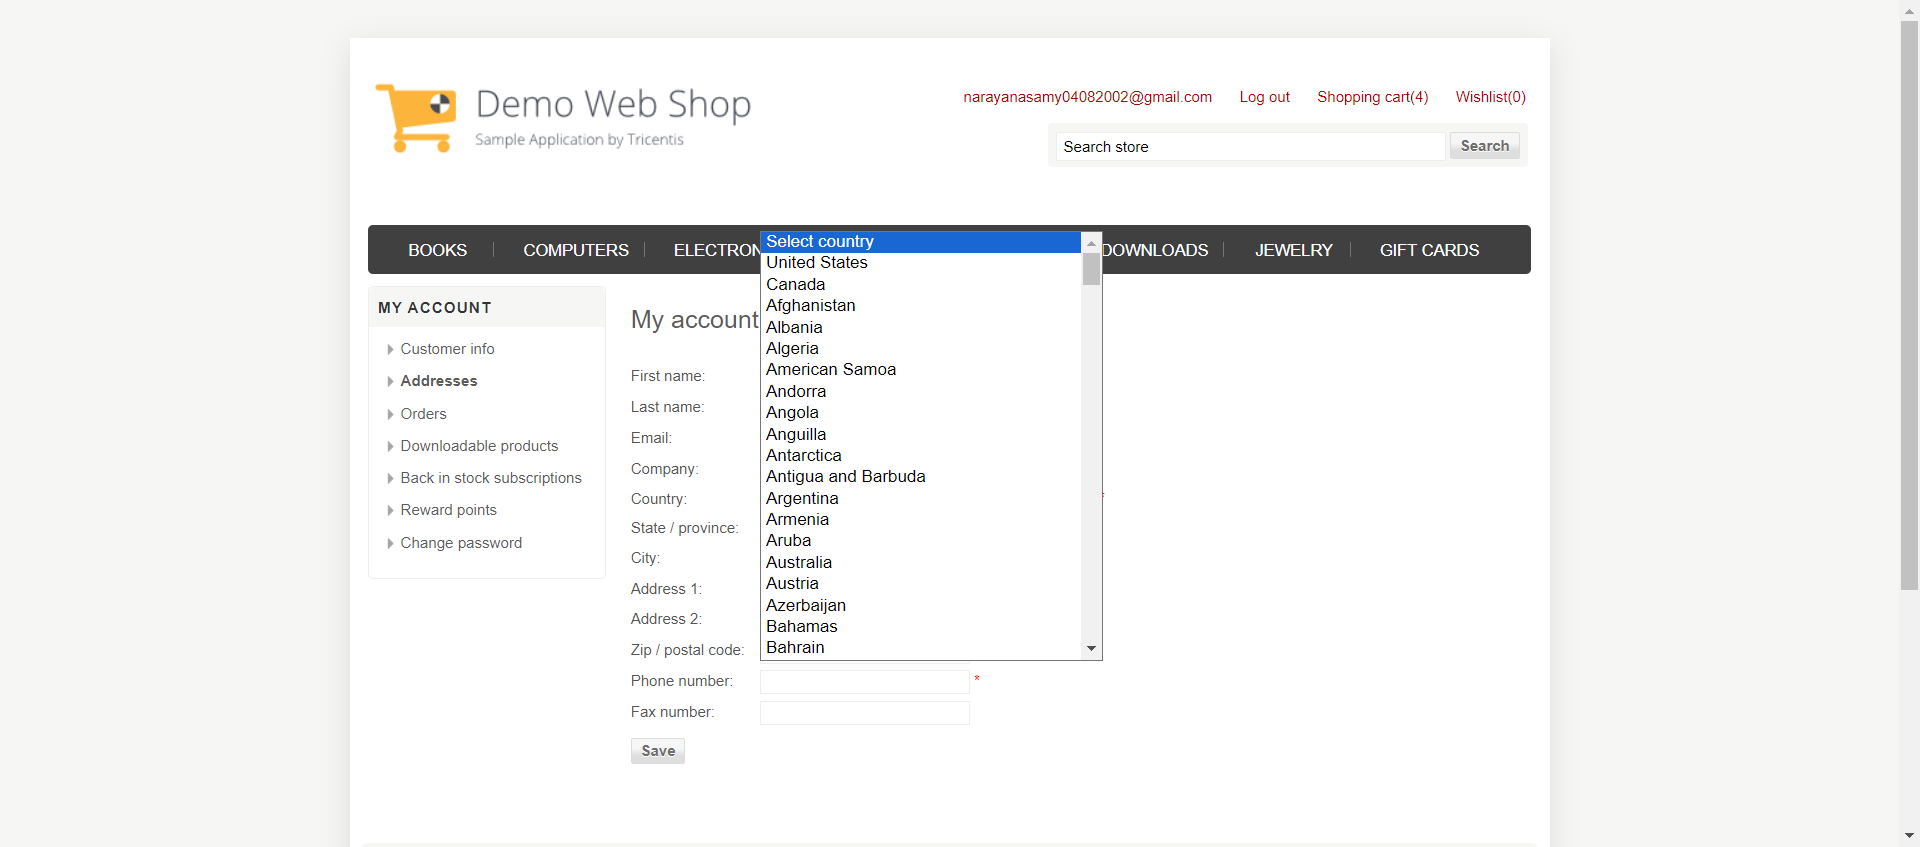 Demo Web Shop
Sample Application by Tricentis
narayanasamy04082002@gmail.com Log out Shopping cart(4) Wishlist(0)
Search store Search
BOOKS COMPUTERS ELECTRON DOWNLOADS JEWELRY GIFT CARDS
MY ACCOUNT
Customer info
Addresses
Orders
Downloadable products
Back in stock subscriptions
Reward points
Change password
My account
First name:
Last name:
Email:
Company:
Country:
State / province:
City:
Address 1:
Address 2:
Zip / postal code:
Phone number: *
Fax number:
Save
Select country
United States
Canada
Afghanistan
Albania
Algeria
American Samoa
Andorra
Angola
Anguilla
Antarctica
Antigua and Barbuda
Argentina
Armenia
Aruba
Australia
Austria
Azerbaijan
Bahamas
Bahrain